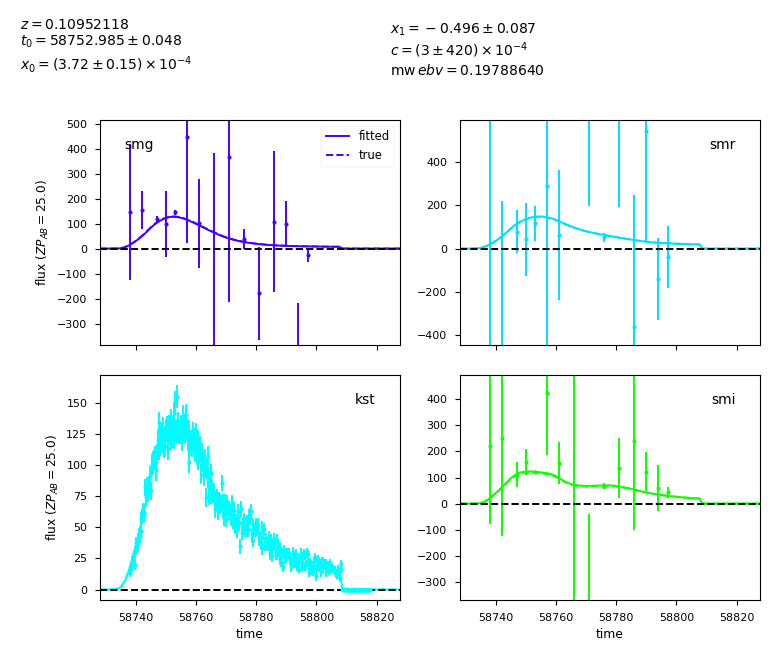 z = 0.10952118
t₀ = 58752.985 ± 0.048
x₀ = (3.72 ± 0.15) × 10⁻⁴
x₁ = −0.496 ± 0.087
c = (3 ± 420) × 10⁻⁴
mw ebv = 0.19788640
500
400
300
200
100
0
−100
−200
−300
flux (ZP_AB = 25.0)
smg
fitted
true
400
200
0
−200
−400
smr
150
125
100
75
50
25
0
flux (ZP_AB = 25.0)
kst
58740
58760
58780
58800
58820
time
400
300
200
100
0
−100
−200
−300
smi
58740
58760
58780
58800
58820
time